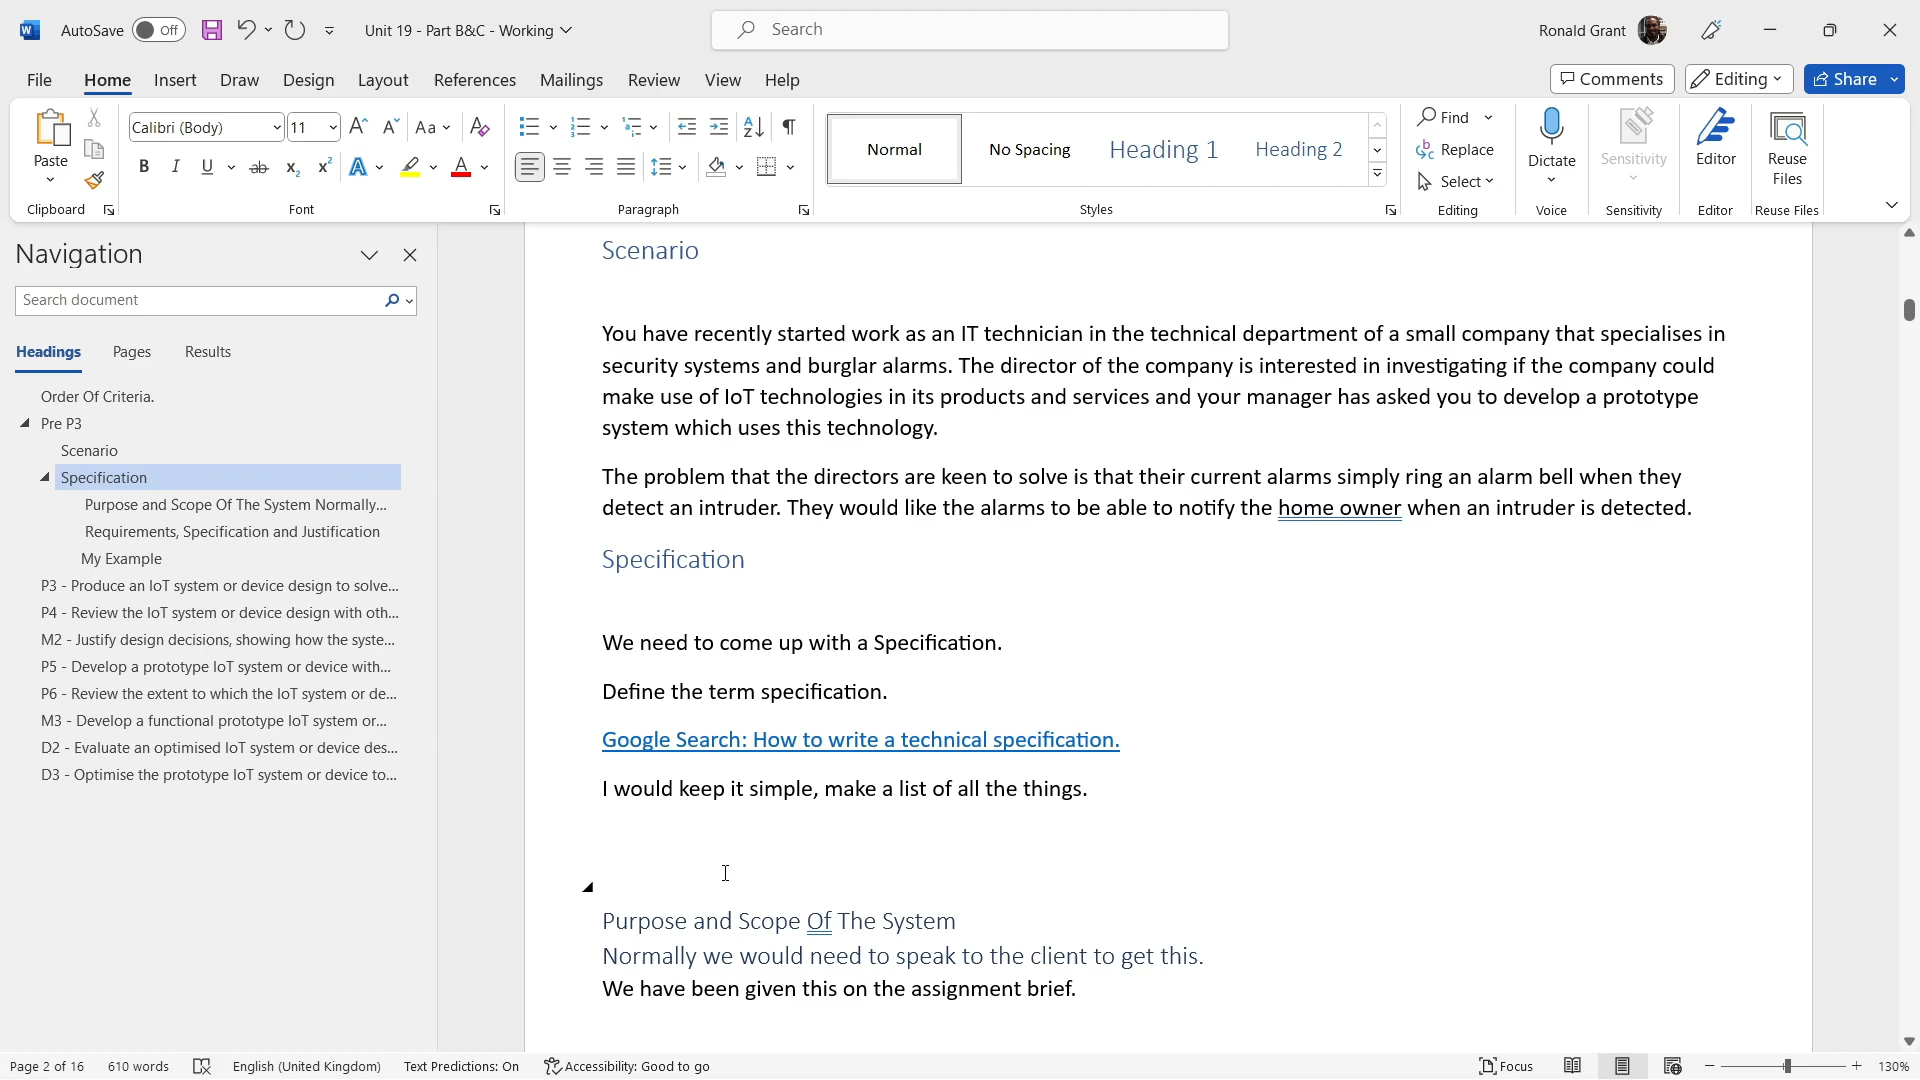 AutoSave Off Unit 19 - Part B&C - Working Search Ronald Grant
File Home Insert Draw Design Layout References Mailings Review View Help Comments Editing Share
Paste Calibri (Body) 11 Aa Normal No Spacing Heading 1 Heading 2 Find Replace Select Dictate Sensitivity Editor Reuse Files
Clipboard Font Paragraph Styles Editing Voice Sensitivity Editor Reuse Files
Navigation
Search document
Headings Pages Results
Order Of Criteria.
Pre P3
Scenario
Specification
Purpose and Scope Of The System Normally...
Requirements, Specification and Justification
My Example
P3 - Produce an IoT system or device design to solve...
P4 - Review the IoT system or device design with oth...
M2 - Justify design decisions, showing how the syste...
P5 - Develop a prototype IoT system or device with...
P6 - Review the extent to which the IoT system or de...
M3 - Develop a functional prototype IoT system or...
D2 - Evaluate an optimised IoT system or device des...
D3 - Optimise the prototype IoT system or device to...
Scenario
You have recently started work as an IT technician in the technical department of a small company that specialises in
security systems and burglar alarms. The director of the company is interested in investigating if the company could
make use of IoT technologies in its products and services and your manager has asked you to develop a prototype
system which uses this technology.
The problem that the directors are keen to solve is that their current alarms simply ring an alarm bell when they
detect an intruder. They would like the alarms to be able to notify the home owner when an intruder is detected.
Specification
We need to come up with a Specification.
Define the term specification.
Google Search: How to write a technical specification.
I would keep it simple, make a list of all the things.
Purpose and Scope Of The System
Normally we would need to speak to the client to get this.
We have been given this on the assignment brief.
Page 2 of 16 610 words English (United Kingdom) Text Predictions: On Accessibility: Good to go Focus 130%